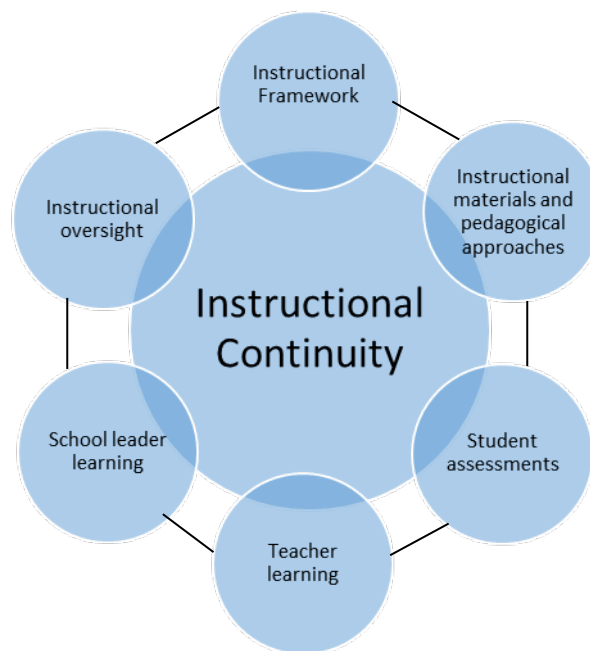 Instructional
Framework
Instructional
materials and
pedagogical
approaches
Instructional
oversight
Instructional
Continuity
School leader
learning
Student
assessments
Teacher
learning